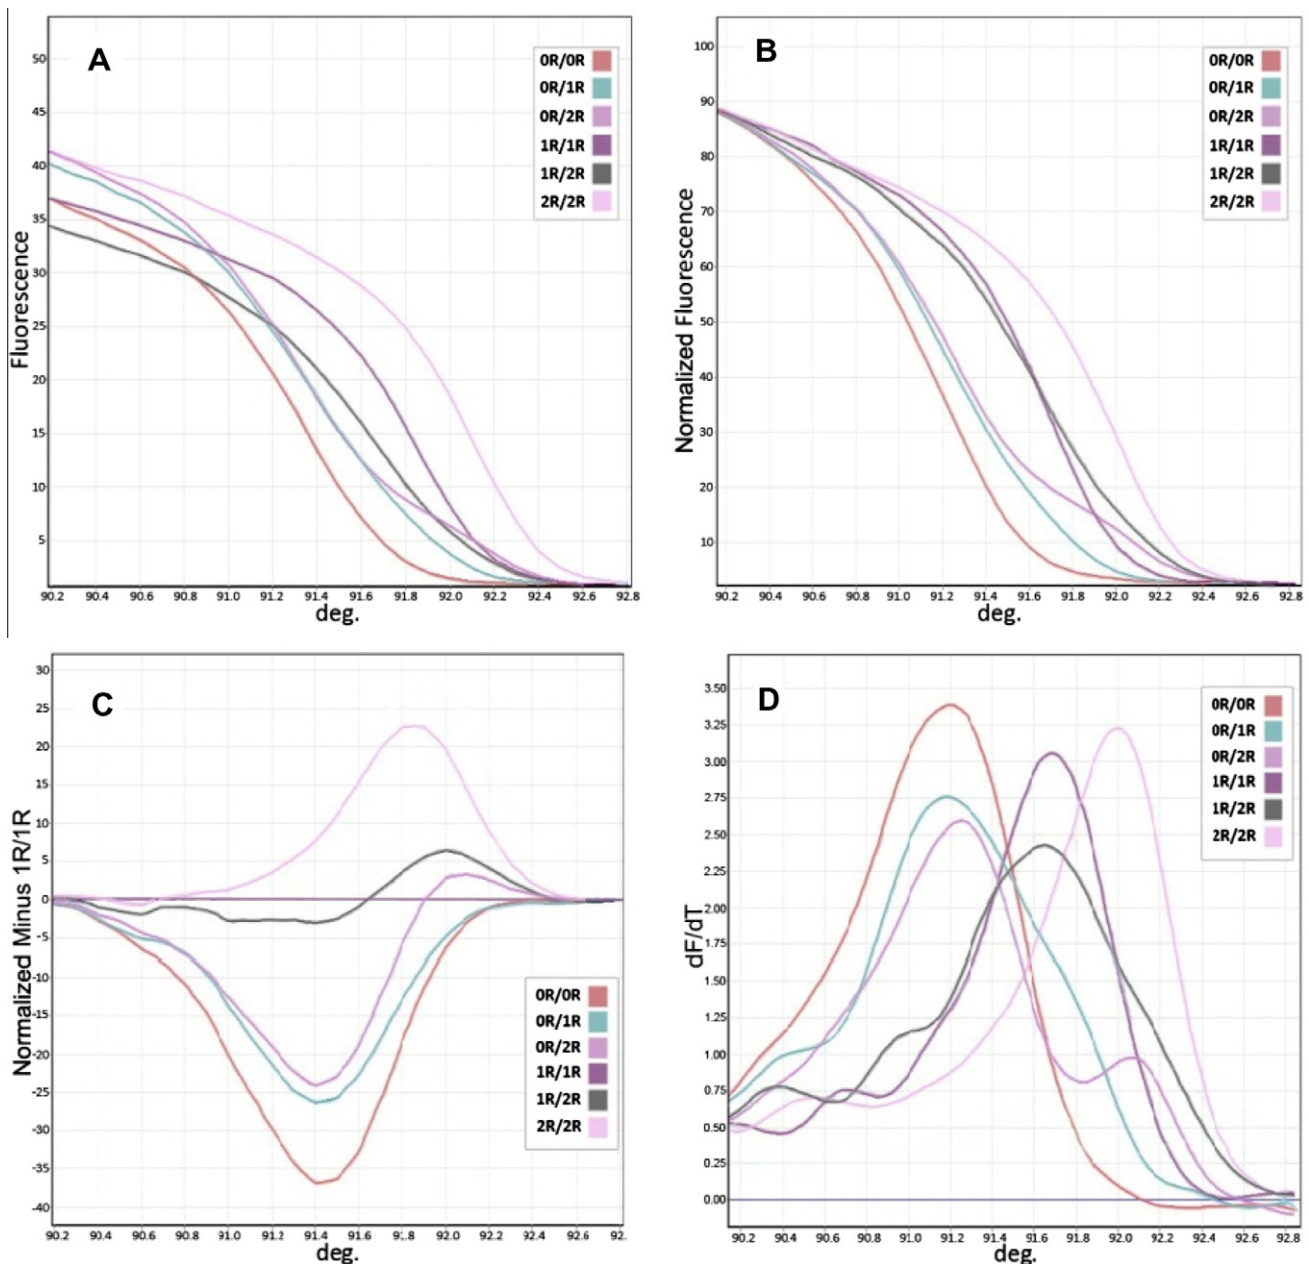 A
0R/0R
0R/1R
0R/2R
1R/1R
1R/2R
2R/2R
50
45
40
35
30
25
20
15
10
5
Fluorescence
90.2 90.4 90.6 90.8 91.0 91.2 91.4 91.6 91.8 92.0 92.2 92.4 92.6 92.8
deg.
B
0R/0R
0R/1R
0R/2R
1R/1R
1R/2R
2R/2R
100
90
80
70
60
50
40
30
20
10
Normalized Fluorescence
90.2 90.4 90.6 90.8 91.0 91.2 91.4 91.6 91.8 92.0 92.2 92.4 92.6 92.8
deg.
C
30
25
20
15
10
5
0
-5
-10
-15
-20
-25
-30
-35
-40
Normalized Minus 1R/1R
0R/0R
0R/1R
0R/2R
1R/1R
1R/2R
2R/2R
90.2 90.4 90.6 90.8 91.0 91.2 91.4 91.6 91.8 92.0 92.2 92.4 92.6 92.
deg.
D
0R/0R
0R/1R
0R/2R
1R/1R
1R/2R
2R/2R
3.50
3.25
3.00
2.75
2.50
2.25
2.00
1.75
1.50
1.25
1.00
0.75
0.50
0.25
0.00
dF/dT
90.2 90.4 90.6 90.8 91.0 91.2 91.4 91.6 91.8 92.0 92.2 92.4 92.6 92.8
deg.